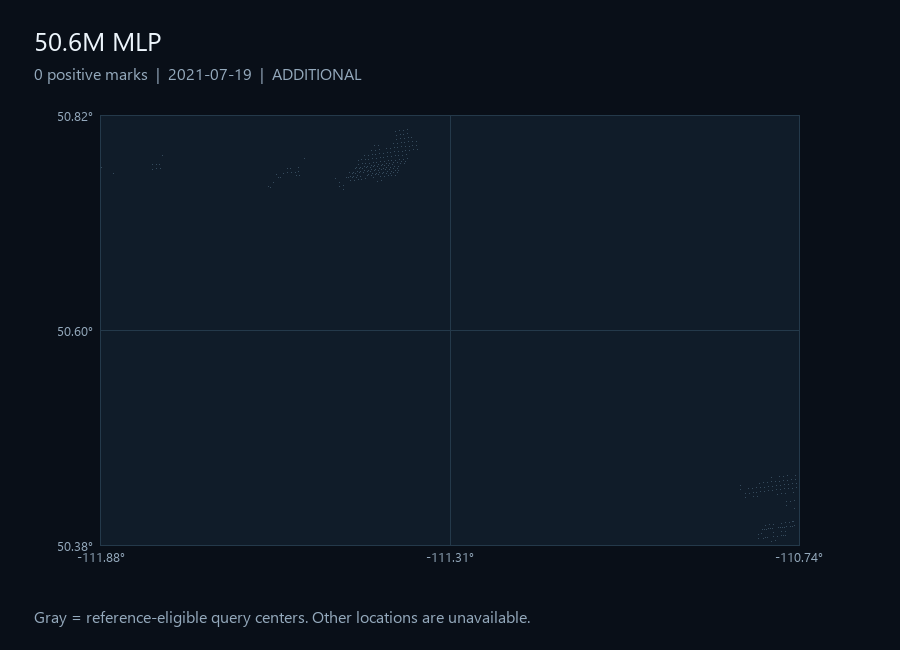 50.6M MLP
0 positive marks | 2021-07-19 | ADDITIONAL
50.82°
50.60°
50.38°
-111.88° -111.31° -110.74°
Gray = reference-eligible query centers. Other locations are unavailable.